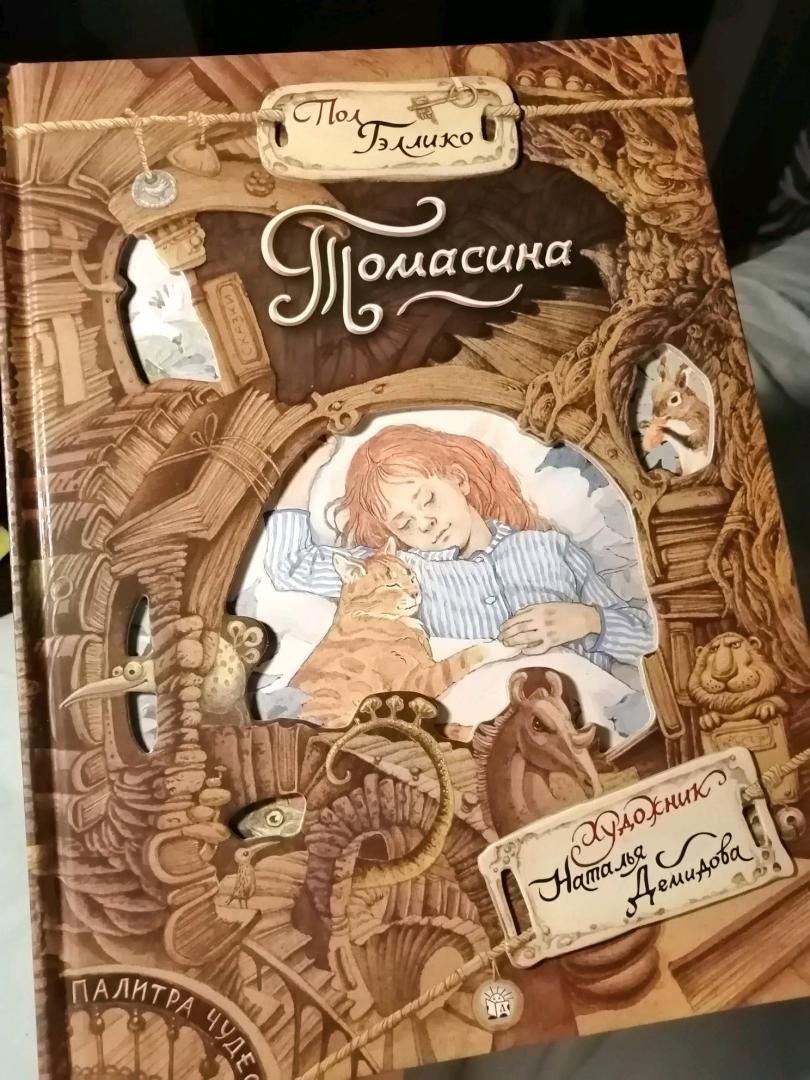 Пол
Гэллико
Томасина
художник
Наталья
Демидова
ПАЛИТРА ЧУДЕС